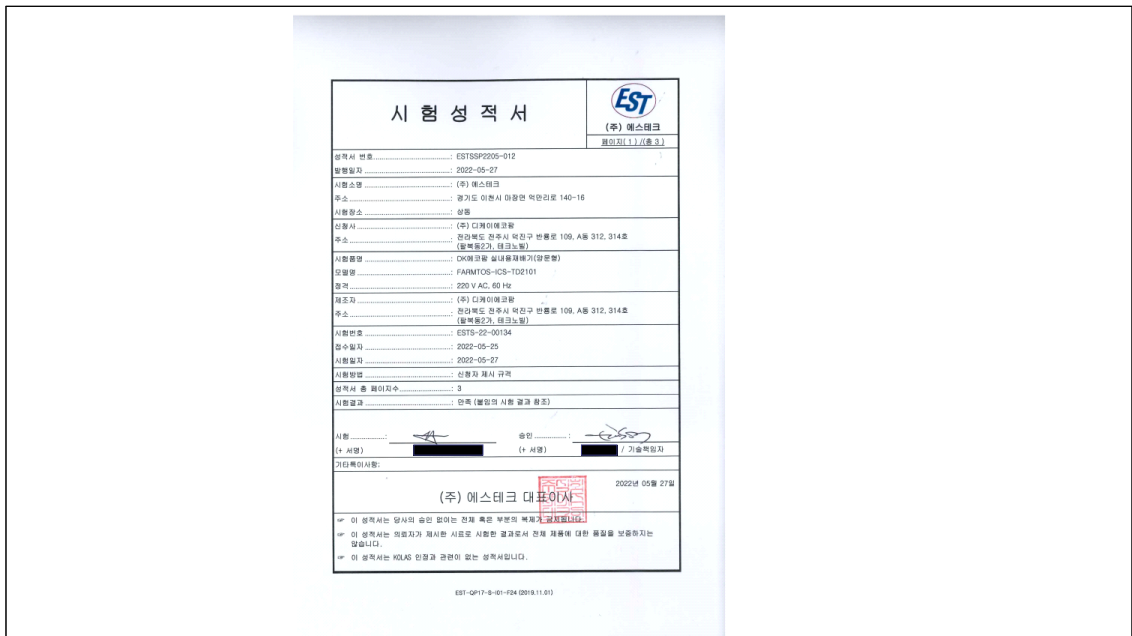 시 험 성 적 서
EST
(주) 에스테크
페이지( 1 ) /(총 3 )
성적서 번호 : ESTSSP2205-012
발행일자 : 2022-05-27
시험소명 : (주) 에스테크
주소 : 경기도 이천시 마장면 덕만리로 140-16
시험장소 : 상동
신청사 : (주) 디케이에코팜
주소 : 전라북도 전주시 덕진구 반룡로 109, A동 312, 314호
(팔복동2가, 테크노빌)
시험품명 : DK에코팜 실내용재배기(양문형)
모델명 : FARMTOS-ICS-TD2101
정격 : 220 V AC, 60 Hz
제조자 : (주) 디케이에코팜
주소 : 전라북도 전주시 덕진구 반룡로 109, A동 312, 314호
(팔복동2가, 테크노빌)
시험번호 : ESTS-22-00134
접수일자 : 2022-05-25
시험일자 : 2022-05-27
시험방법 : 신청자 제시 규격
성적서 총 페이지수 : 3
시험결과 : 만족 (붙임의 시험 결과 참조)
시험 : 승인 :
(+ 서명) (+ 서명) / 기술책임자
기타특이사항:
2022년 05월 27일
(주) 에스테크 대표이사
☞ 이 성적서는 당사의 승인 없이는 전체 혹은 부분의 복제가 금지됩니다.
☞ 이 성적서는 의뢰자가 제시한 시료로 시험한 결과로서 전체 제품에 대한 품질을 보증하지는
않습니다.
☞ 이 성적서는 KOLAS 인정과 관련이 없는 성적서입니다.
EST-QP17-S-I01-F24 (2019.11.01)